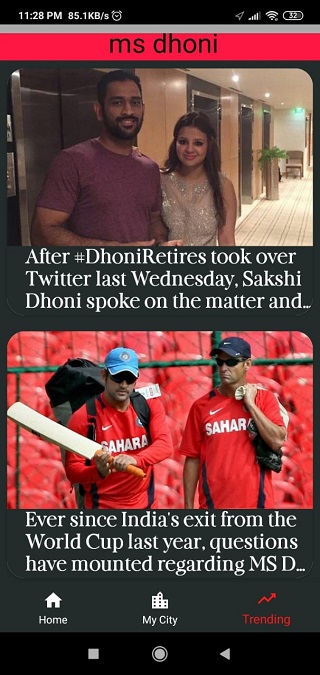 11:28 PM 85.1KB/s 32
ms dhoni
After #DhoniRetires took over
Twitter last Wednesday, Sakshi
Dhoni spoke on the matter and...
SAHARA SAHARA
Ever since India's exit from the
World Cup last year, questions
have mounted regarding MS D...
Home My City Trending